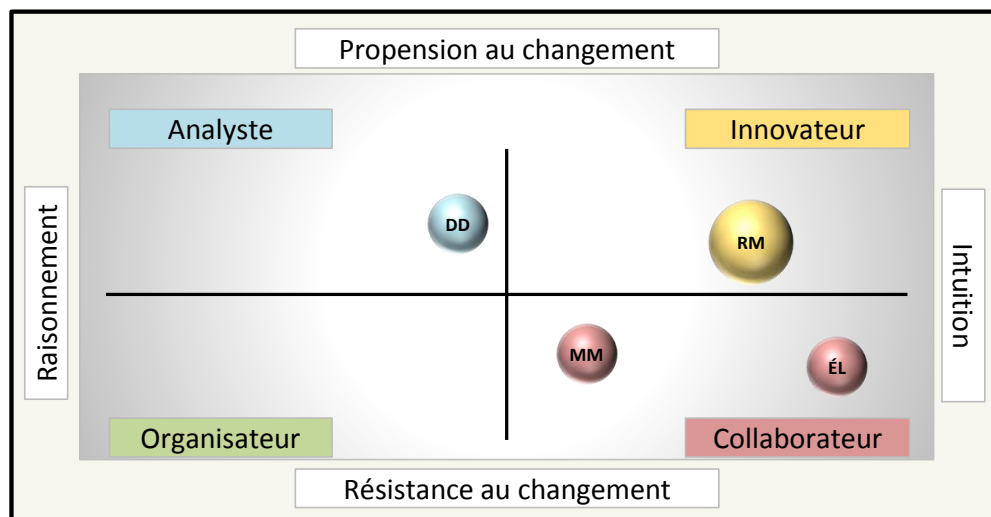 Propension au changement
Analyste
Innovateur
Raisonnement
DD
RM
Intuition
MM
ÉL
Organisateur
Collaborateur
Résistance au changement